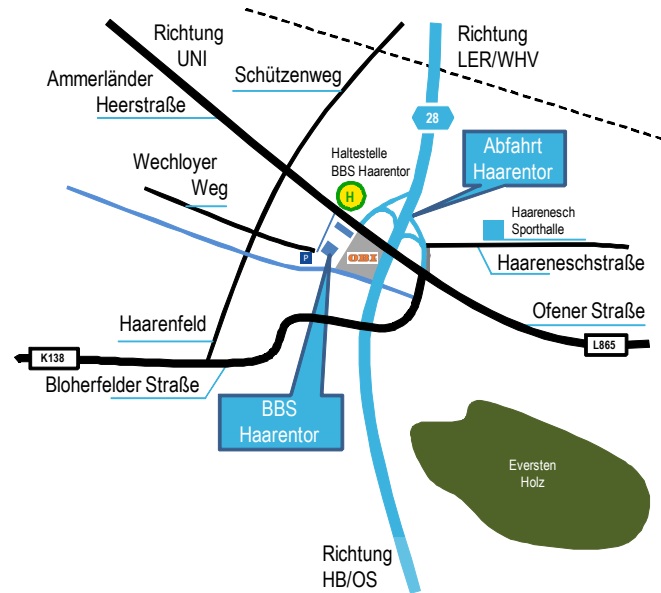 Richtung
UNI
Richtung
LER/WHV
Ammerländer
Heerstraße
Schützenweg
28
Abfahrt
Haarentor
Haltestelle
BBS Haarentor
Wechloyer
Weg
H
Haarenesch
Sporthalle
P
OBI
Haareneschstraße
Haarenfeld
Ofener Straße
K138
L865
Bloherfelder Straße
BBS
Haarentor
Eversten
Holz
Richtung
HB/OS